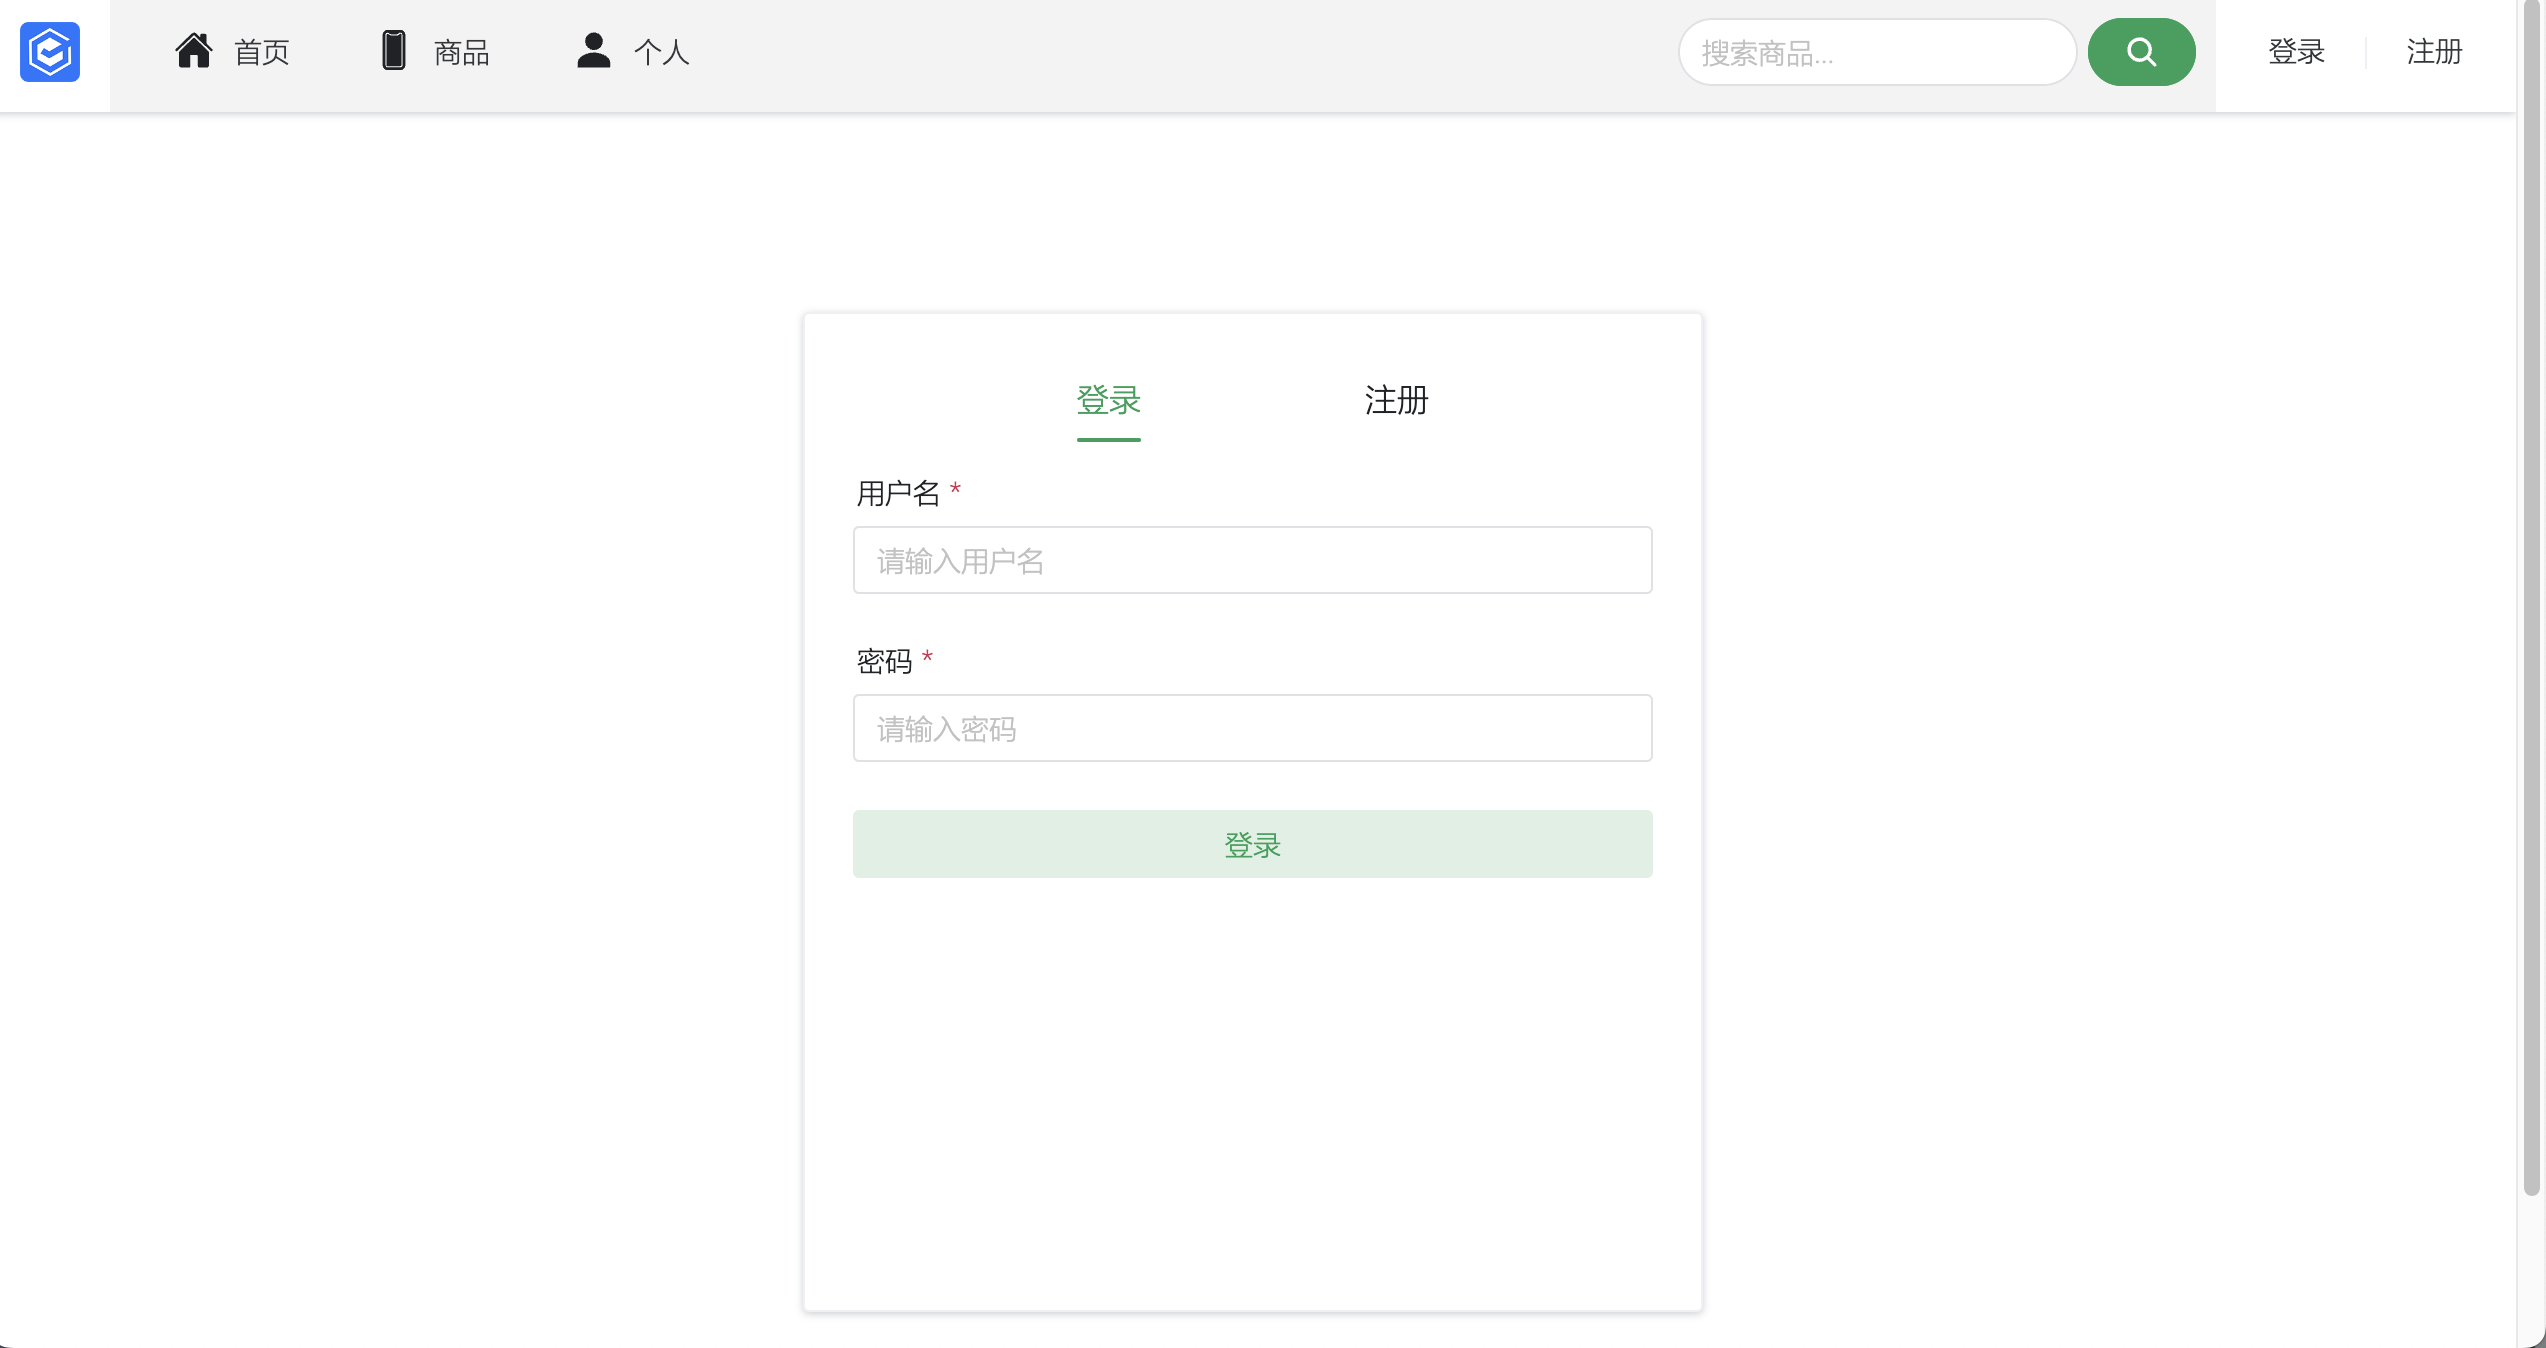 首页 商品 个人 搜索商品... 登录 注册
登录 注册
用户名 *
请输入用户名
密码 *
请输入密码
登录